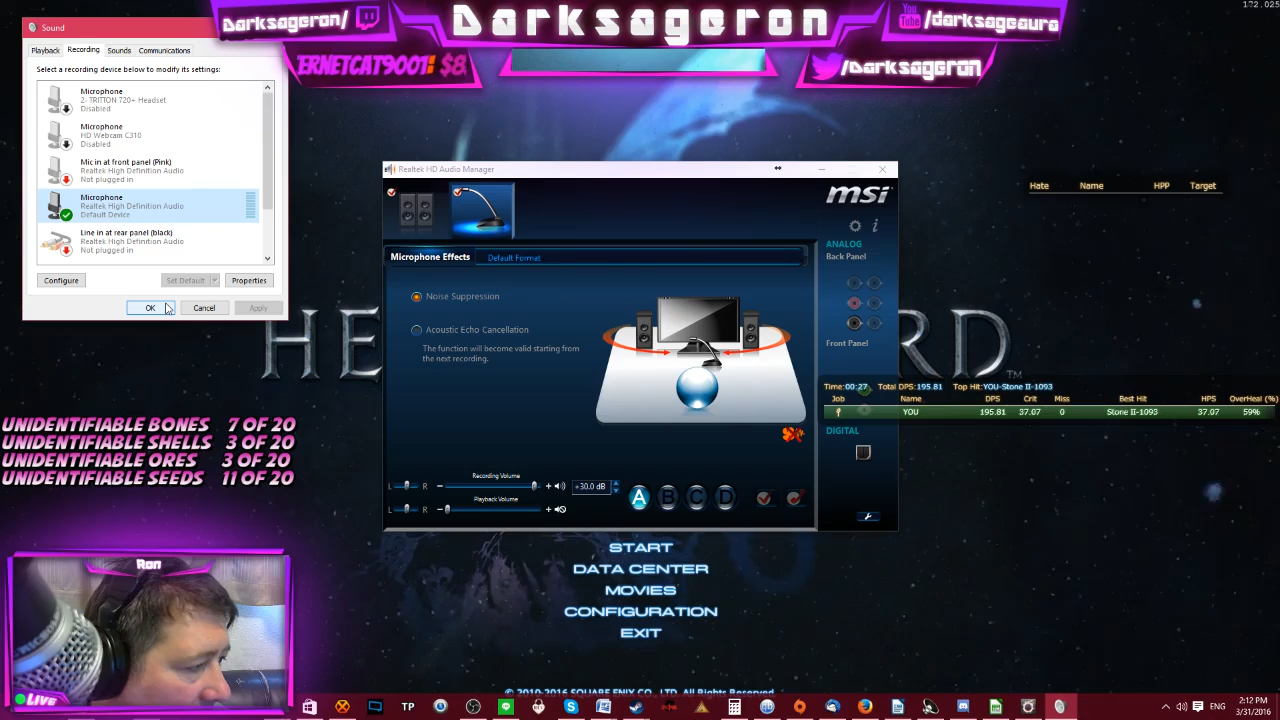 172.025
Sound
Darksageron/
Darksageron
You Tube /darksageaura
ERNETCAT9001! $8
/Darksageron
Playback Recording Sounds Communications
Select a recording device below to modify its settings:
Microphone
2- TRITTON 720+ Headset
Disabled
Microphone
HD Webcam C310
Disabled
Mic in at front panel (Pink)
Realtek High Definition Audio
Not plugged in
Microphone
Realtek High Definition Audio
Default Device
Line in at rear panel (black)
Realtek High Definition Audio
Not plugged in
Configure Set Default Properties
OK Cancel Apply
Realtek HD Audio Manager
msi
ANALOG
Back Panel
Microphone Effects Default Format
Noise Suppression
Acoustic Echo Cancellation
The function will become valid starting from
the next recording.
Front Panel
DIGITAL
Recording Volume
L R +30.0 dB A B C D
Playback Volume
L R
Hate Name HPP Target
HE RD™
Time:00:27 Total DPS:195.81 Top Hit:YOU-Stone II-1093
Job Name DPS Crit Miss Best Hit HPS OverHeal (%)
YOU 195.81 37.07 0 Stone II-1093 37.07 59%
UNIDENTIFIABLE BONES 7 OF 20
UNIDENTIFIABLE SHELLS 3 OF 20
UNIDENTIFIABLE ORES 3 OF 20
UNIDENTIFIABLE SEEDS 11 OF 20
START
DATA CENTER
MOVIES
CONFIGURATION
EXIT
Ron
LIVE
© 2010-2016 SQUARE ENIX CO., LTD. All Rights Reserved.
TP
ENG
2:12 PM
3/31/2016